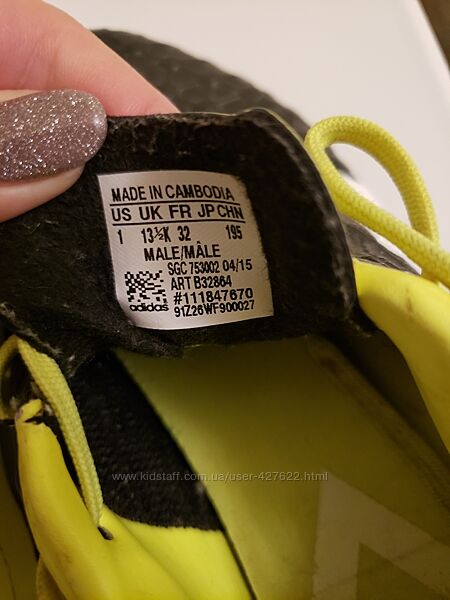 MADE IN CAMBODIA
US UK FR JP CHN
1 13½K 32 195
MALE/MÂLE
SGC 753002 04/15
ART B32864
#111847670
adidas 91Z26WF900027
www.kidstaff.com.ua/user-427622.html